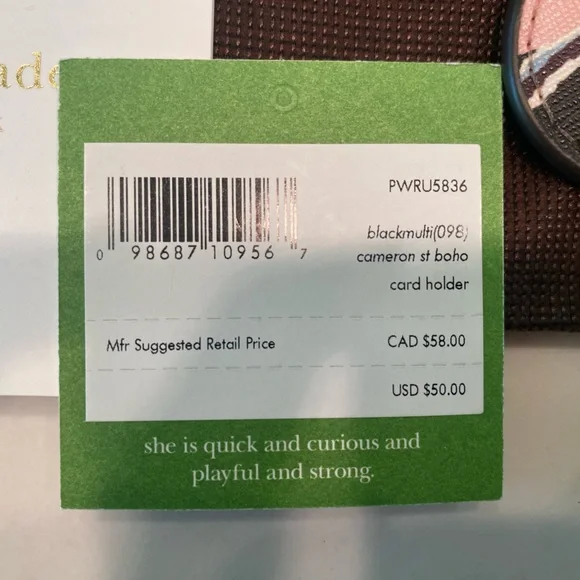 ade
PWRU5836
blackmulti(098)
cameron st boho
card holder
0 98687 10956 7
Mfr Suggested Retail Price CAD $58.00
USD $50.00
she is quick and curious and
playful and strong.